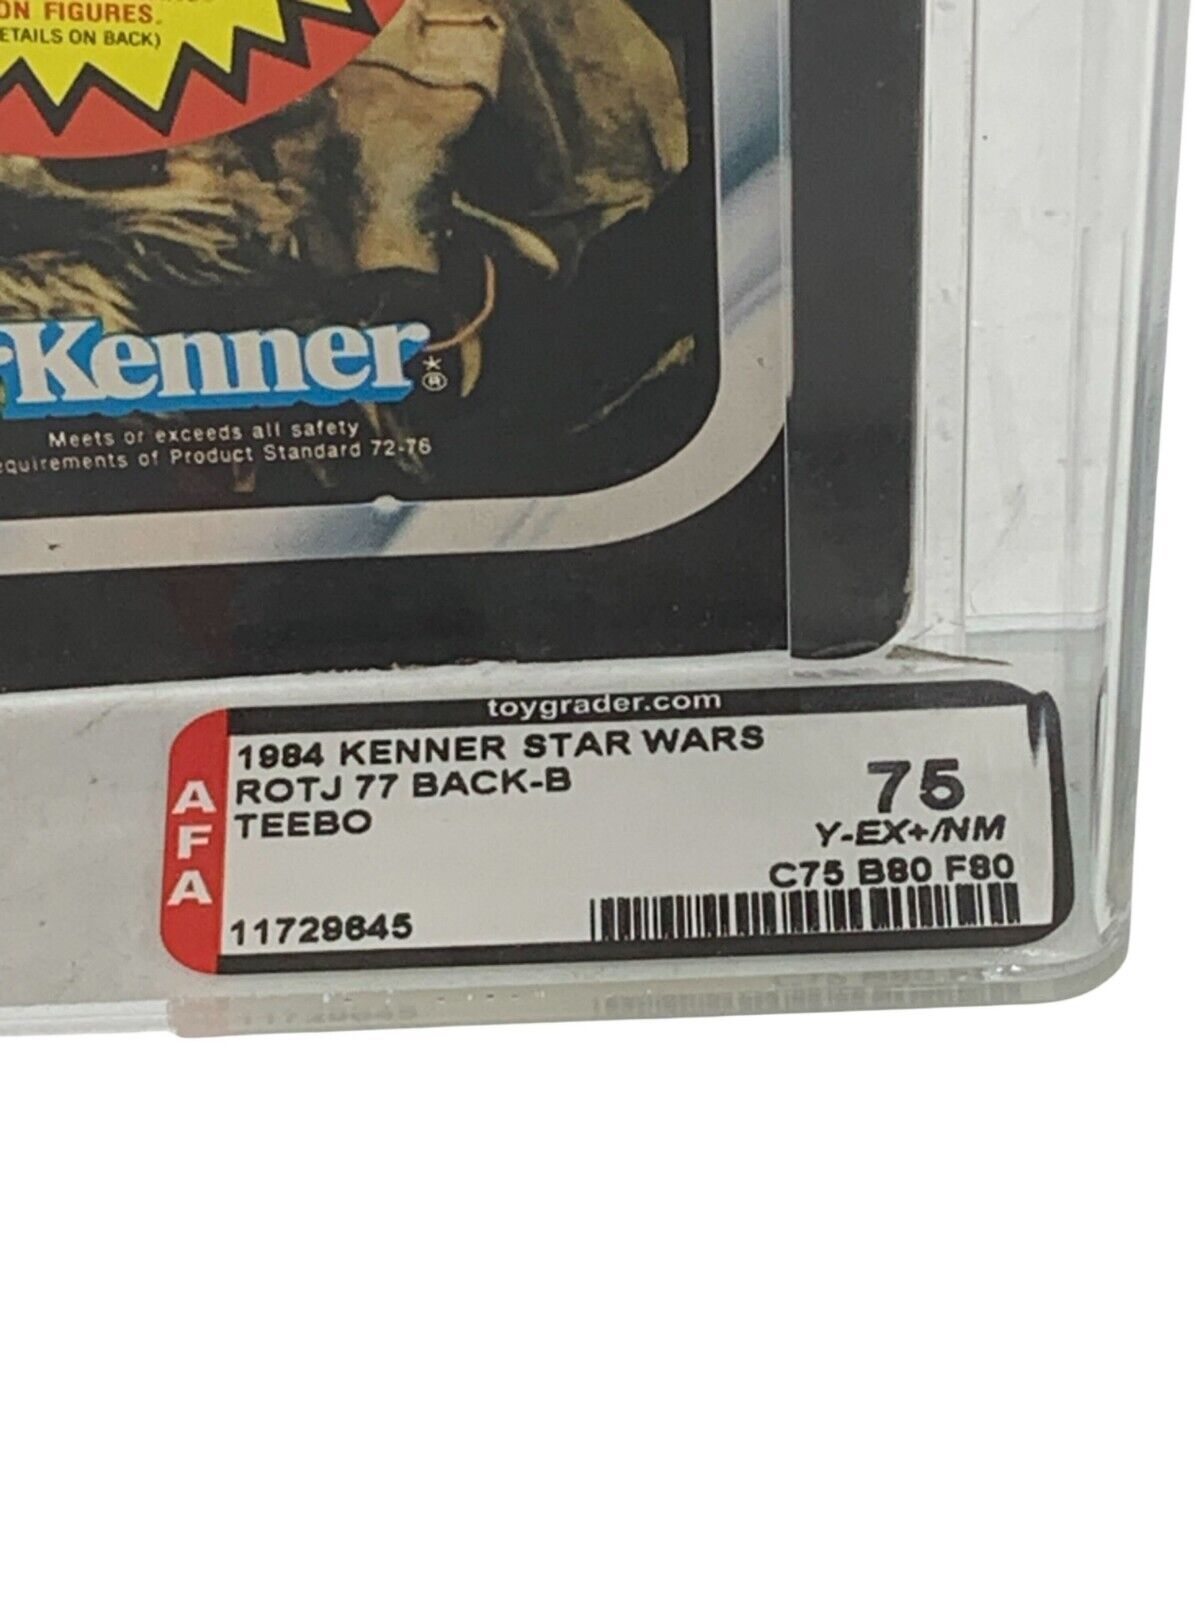 ON FIGURES.
ETAILS ON BACK)
Kenner
Meets or exceeds all safety
equirements of Product Standard 72-76
toygrader.com
AFA
1984 KENNER STAR WARS
ROTJ 77 BACK-B
TEEBO
75
Y-EX+/NM
C75 B80 F80
11729645